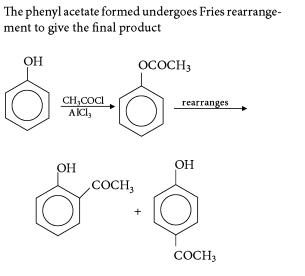 The phenyl acetate formed undergoes Fries rearrange-
ment to give the final product
OH
CH₃COCl
AlCl₃
OCOCH₃
rearranges
OH
COCH₃
+
OH
COCH₃